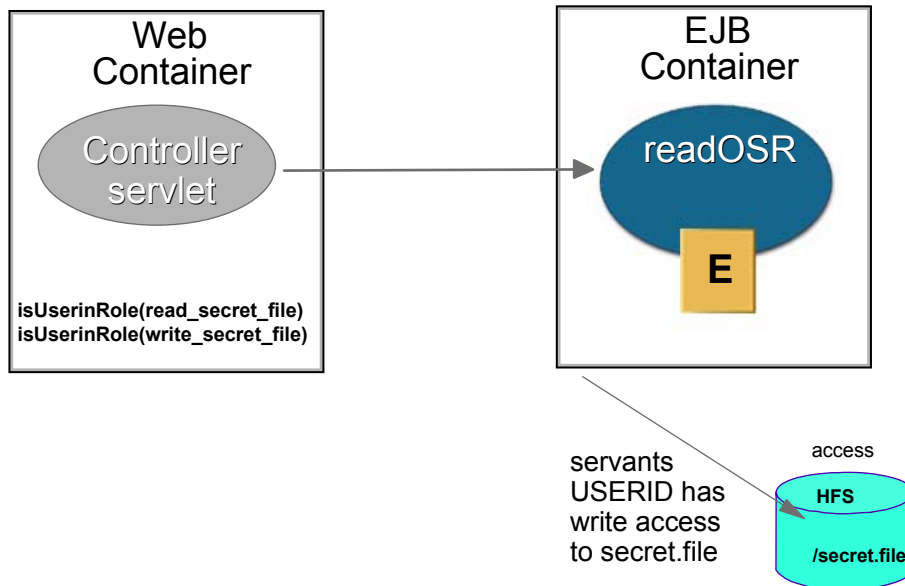 Web
Container
Controller
servlet
isUserinRole(read_secret_file)
isUserinRole(write_secret_file)
EJB
Container
readOSR
E
servants
USERID has
write access
to secret.file
access
HFS
/secret.file